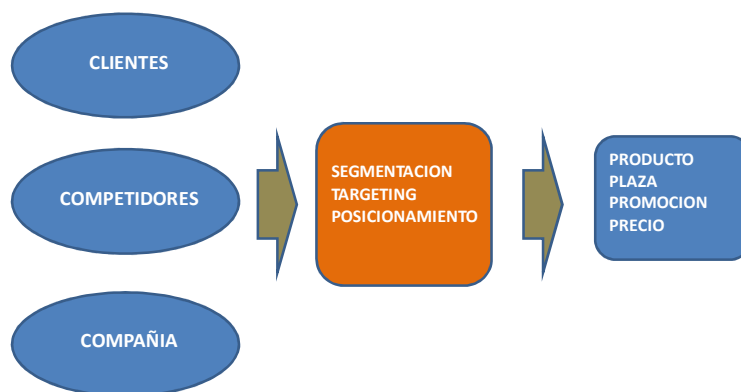 CLIENTES
COMPETIDORES
COMPAÑIA
SEGMENTACION
TARGETING
POSICIONAMIENTO
PRODUCTO
PLAZA
PROMOCION
PRECIO